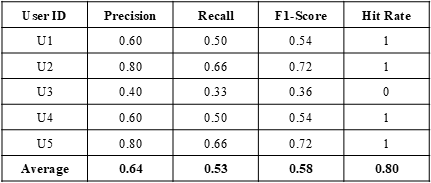 User ID Precision Recall F1-Score Hit Rate
U1 0.60 0.50 0.54 1
U2 0.80 0.66 0.72 1
U3 0.40 0.33 0.36 0
U4 0.60 0.50 0.54 1
U5 0.80 0.66 0.72 1
Average 0.64 0.53 0.58 0.80